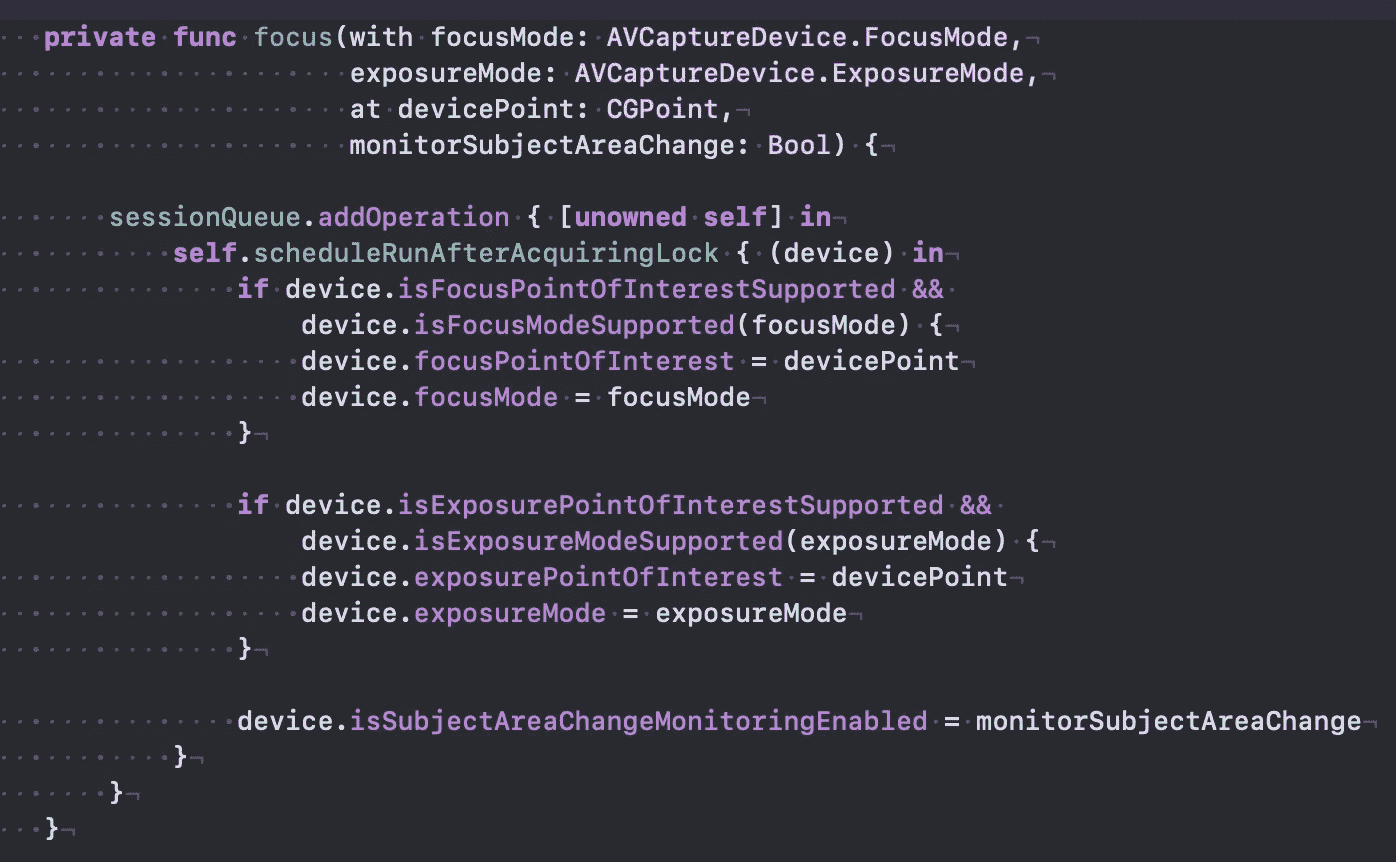 private func focus(with focusMode: AVCaptureDevice.FocusMode,
                   exposureMode: AVCaptureDevice.ExposureMode,
                   at devicePoint: CGPoint,
                   monitorSubjectAreaChange: Bool) {

    sessionQueue.addOperation { [unowned self] in
        self.scheduleRunAfterAcquiringLock { (device) in
            if device.isFocusPointOfInterestSupported &&
                device.isFocusModeSupported(focusMode) {
                device.focusPointOfInterest = devicePoint
                device.focusMode = focusMode
            }

            if device.isExposurePointOfInterestSupported &&
                device.isExposureModeSupported(exposureMode) {
                device.exposurePointOfInterest = devicePoint
                device.exposureMode = exposureMode
            }

            device.isSubjectAreaChangeMonitoringEnabled = monitorSubjectAreaChange
        }
    }
}